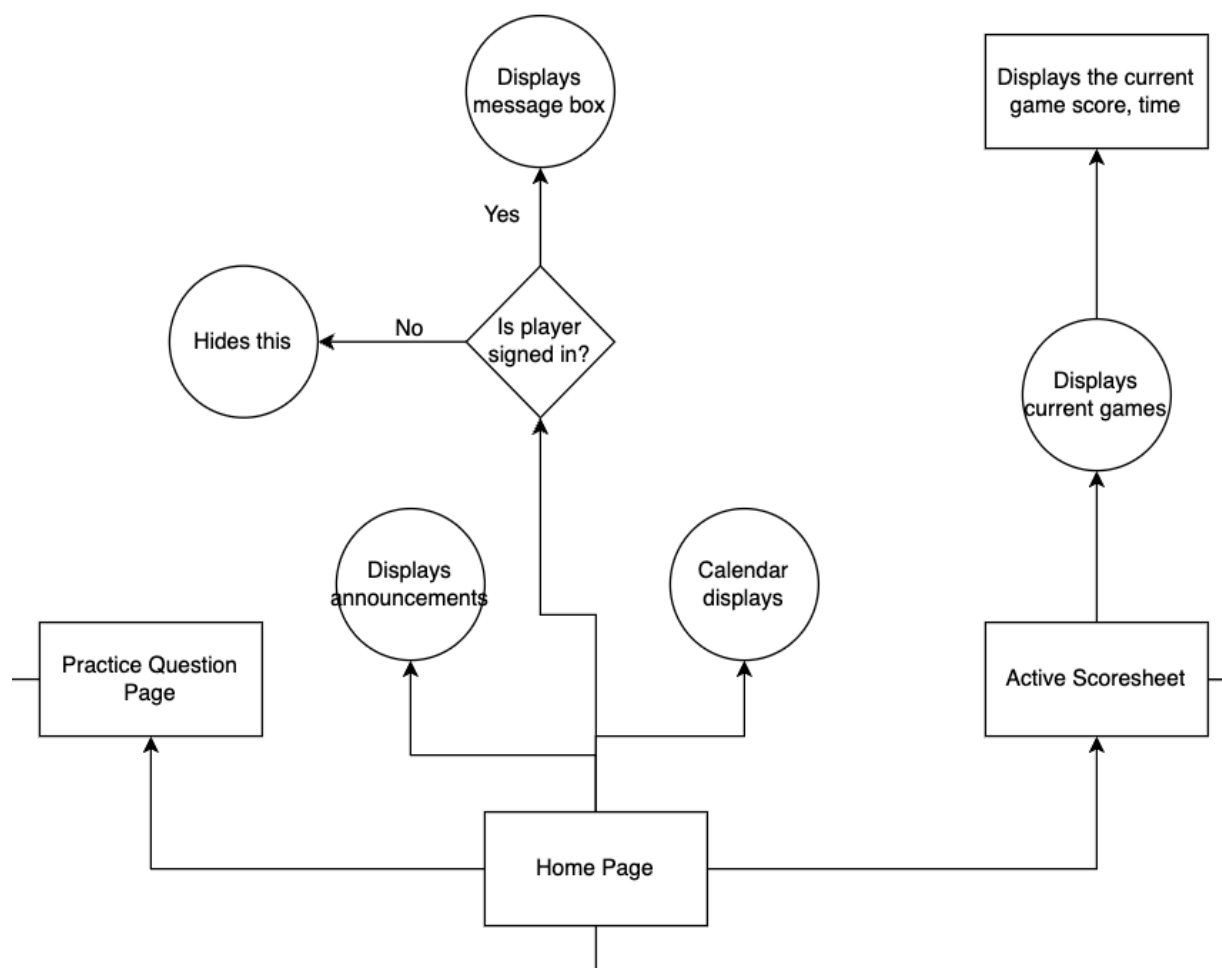 Displays
message box
Displays the current
game score, time
Yes
Hides this
No
Is player
signed in?
Displays
current games
Displays
announcements
Calendar
displays
Practice Question
Page
Active Scoresheet
Home Page